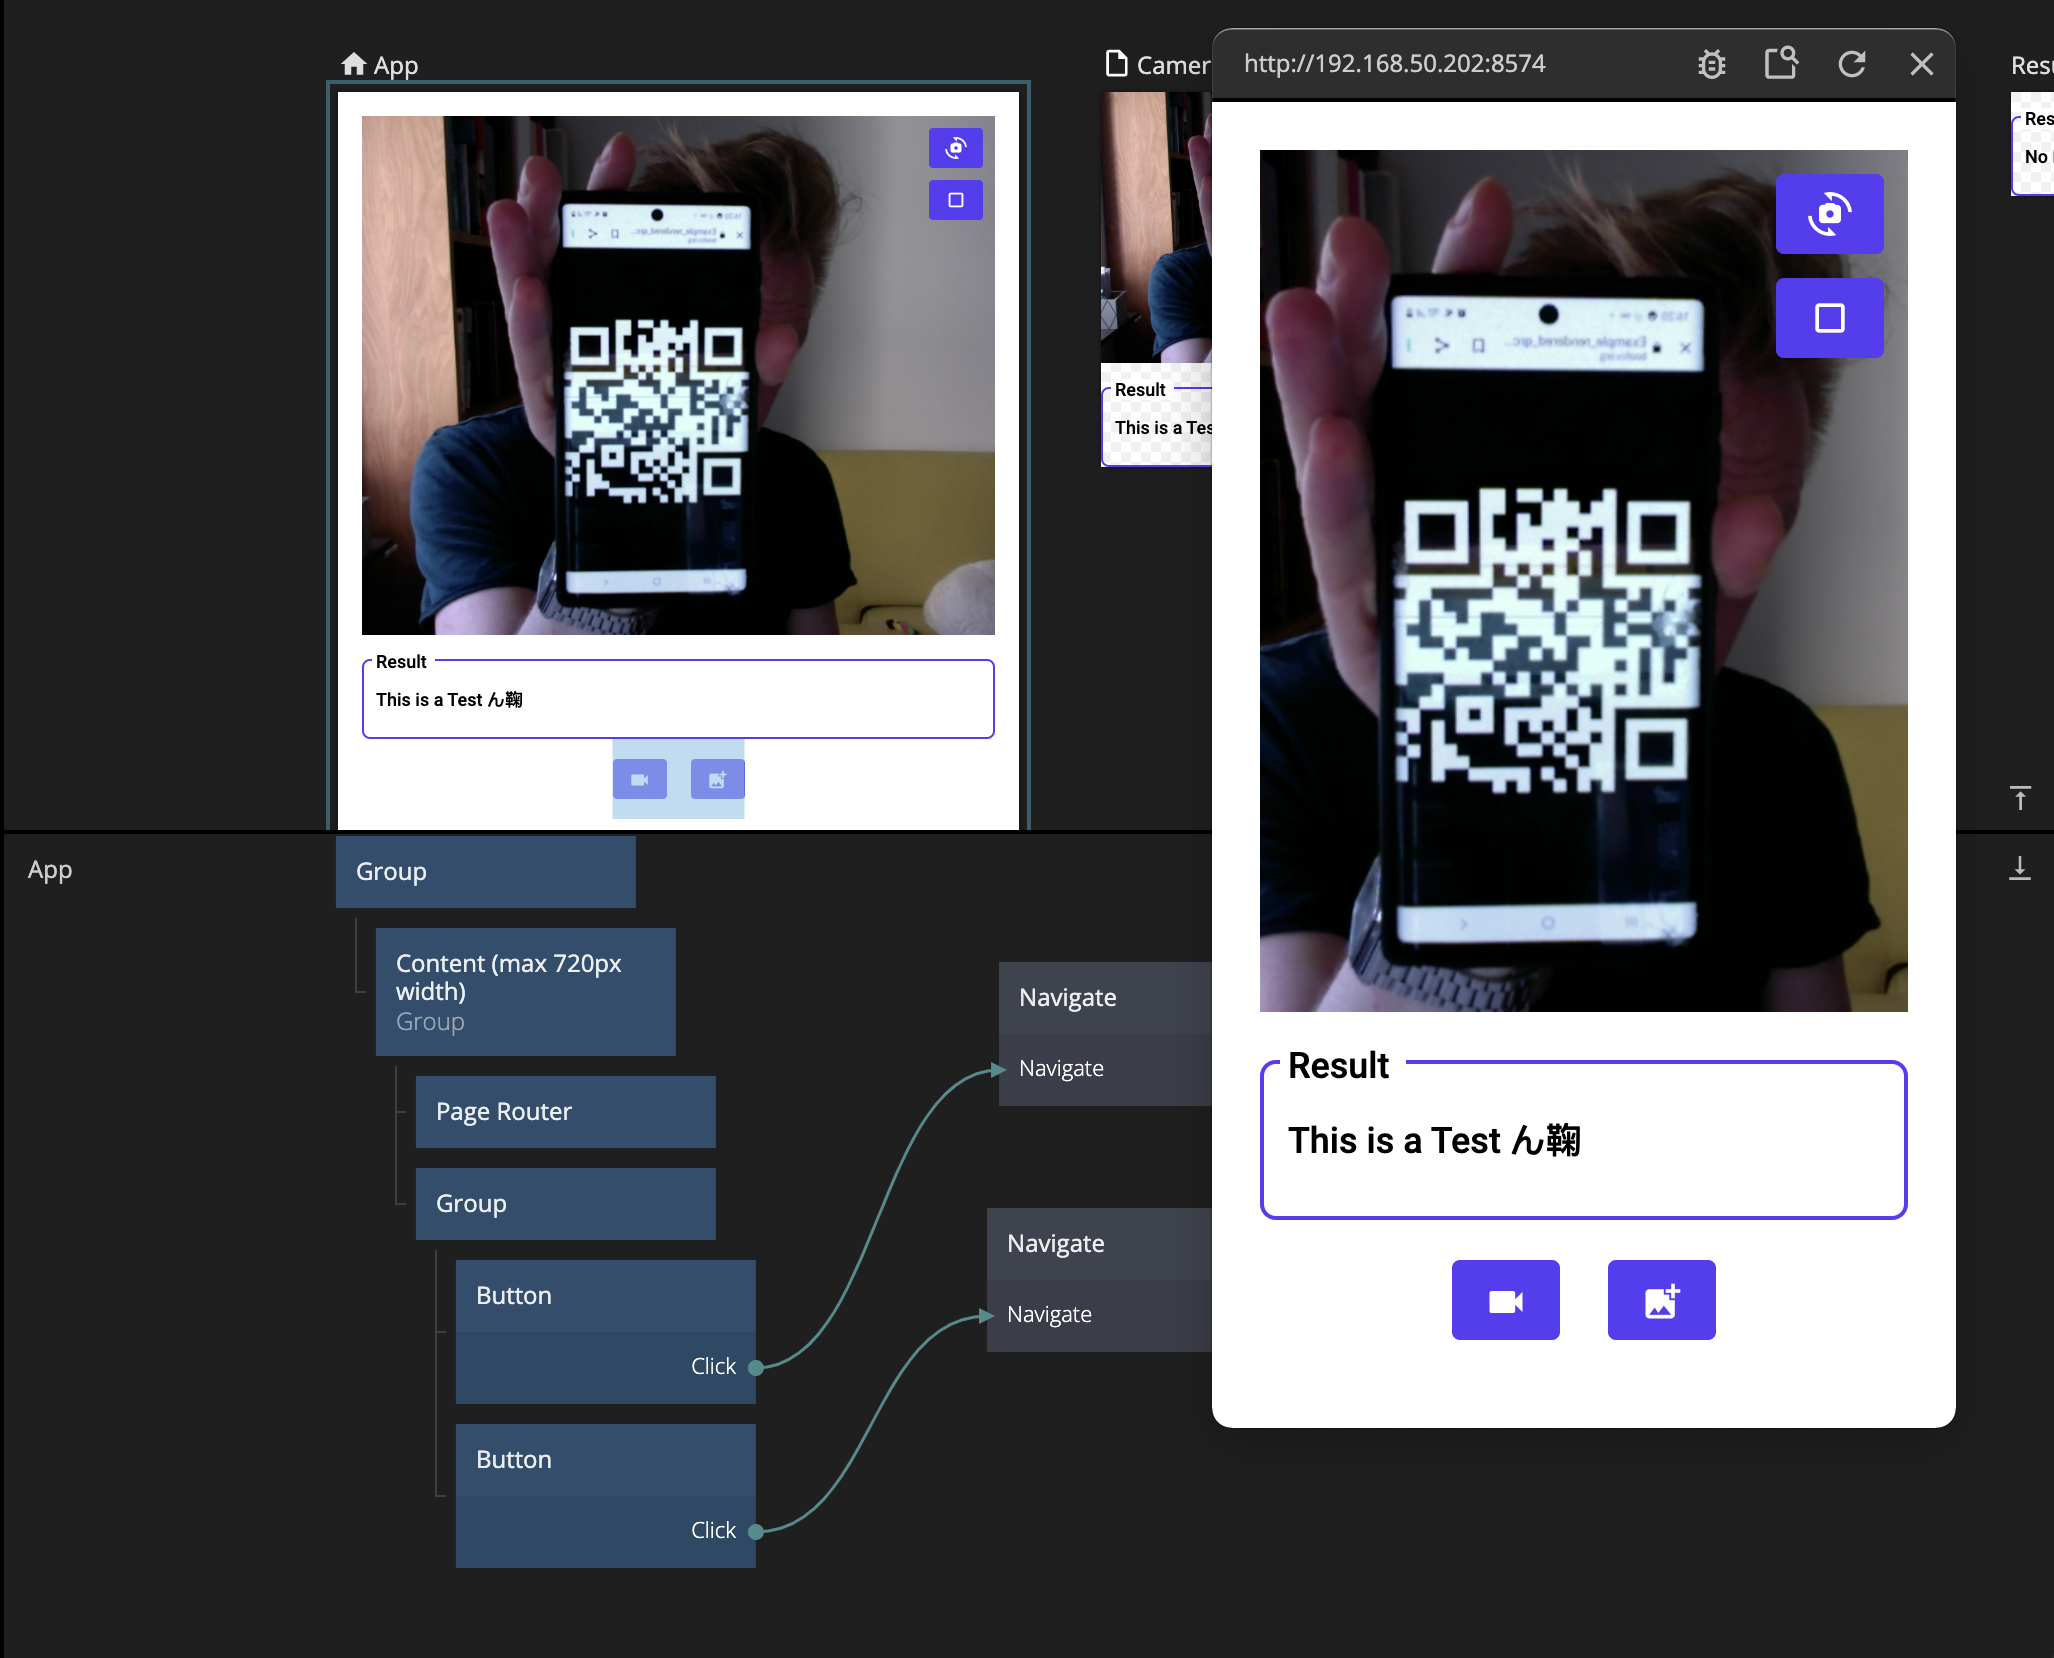 App
Camer
http://192.168.50.202:8574
Resu
Res
No
Result
This is a Tes
Result
This is a Test ん鞠
Result
This is a Test ん鞠
App
Group
Content (max 720px
width)
Group
Page Router
Group
Button
Click
Button
Click
Navigate
Navigate
Navigate
Navigate